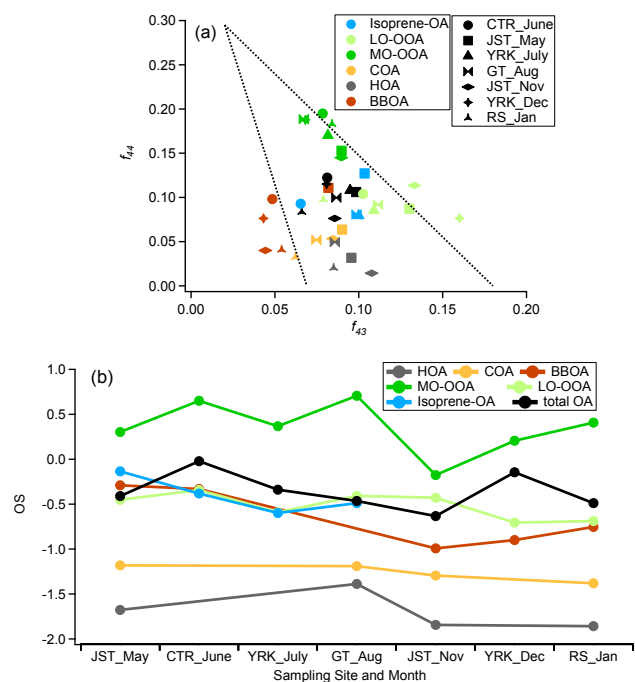 (a)
Isoprene-OA
LO-OOA
MO-OOA
COA
HOA
BBOA
CTR_June
JST_May
YRK_July
GT_Aug
JST_Nov
YRK_Dec
RS_Jan
0.30
0.25
0.20
0.15
0.10
0.05
0.00
f44
0.00 0.05 0.10 0.15 0.20
f43
(b)
HOA COA BBOA
MO-OOA LO-OOA
Isoprene-OA total OA
1.0
0.5
0.0
-0.5
-1.0
-1.5
-2.0
OS
JST_May CTR_June YRK_July GT_Aug JST_Nov YRK_Dec RS_Jan
Sampling Site and Month